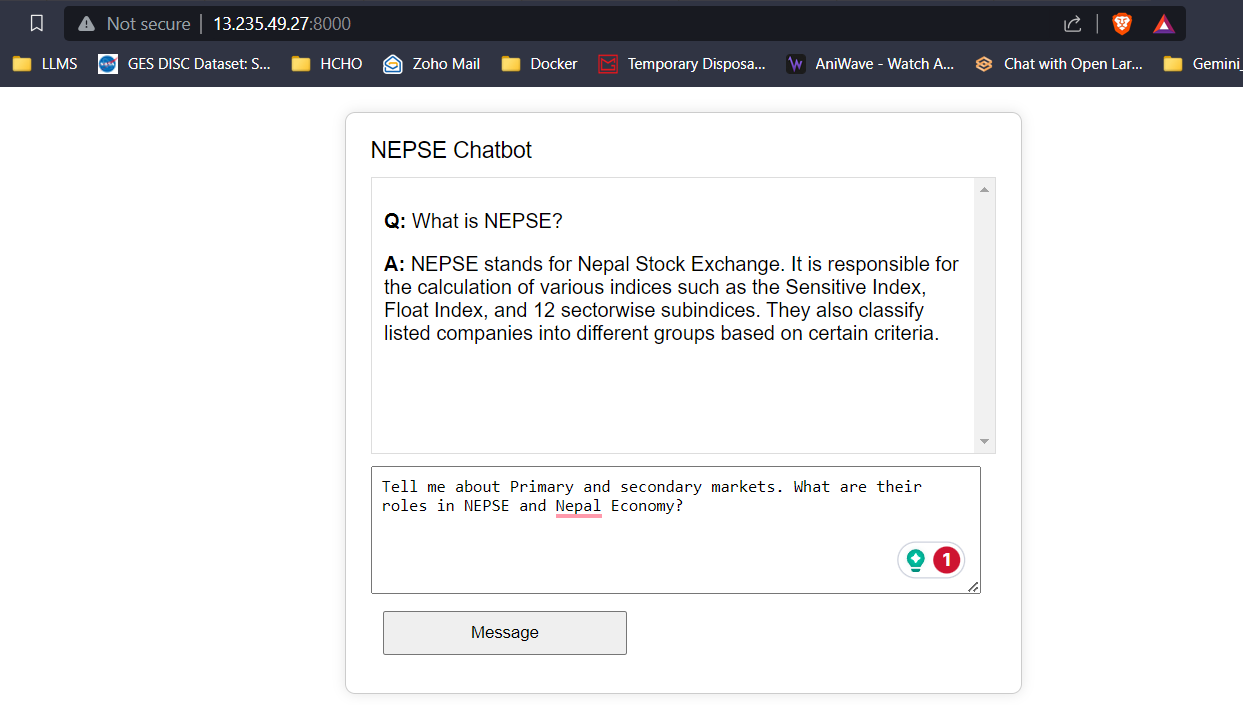 Not secure 13.235.49.27:8000
LLMS GES DISC Dataset: S... HCHO Zoho Mail Docker Temporary Disposa... AniWave - Watch A... Chat with Open Lar... Gemini_
NEPSE Chatbot
Q: What is NEPSE?
A: NEPSE stands for Nepal Stock Exchange. It is responsible for
the calculation of various indices such as the Sensitive Index,
Float Index, and 12 sectorwise subindices. They also classify
listed companies into different groups based on certain criteria.
Tell me about Primary and secondary markets. What are their
roles in NEPSE and Nepal Economy?
1
Message